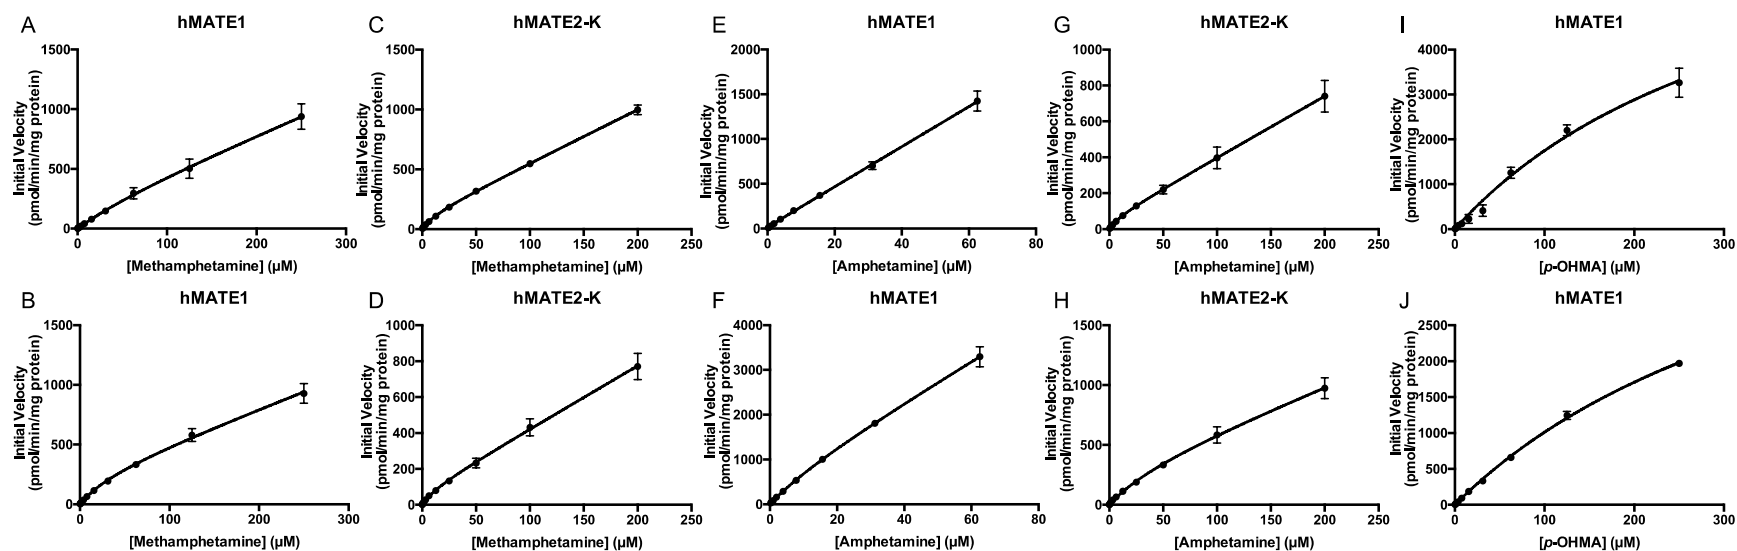 A hMATE1
Initial Velocity
(pmol/min/mg protein)
1500
1000
500
0
0 100 200 300
[Methamphetamine] (µM)
C hMATE2-K
Initial Velocity
(pmol/min/mg protein)
1500
1000
500
0
0 50 100 150 200 250
[Methamphetamine] (µM)
E hMATE1
Initial Velocity
(pmol/min/mg protein)
2000
1500
1000
500
0
0 20 40 60 80
[Amphetamine] (µM)
G hMATE2-K
Initial Velocity
(pmol/min/mg protein)
1000
800
600
400
200
0
0 50 100 150 200 250
[Amphetamine] (µM)
I hMATE1
Initial Velocity
(pmol/min/mg protein)
4000
3000
2000
1000
0
0 100 200 300
[p-OHMA] (µM)
B hMATE1
Initial Velocity
(pmol/min/mg protein)
1500
1000
500
0
0 100 200 300
[Methamphetamine] (µM)
D hMATE2-K
Initial Velocity
(pmol/min/mg protein)
1000
800
600
400
200
0
0 50 100 150 200 250
[Methamphetamine] (µM)
F hMATE1
Initial Velocity
(pmol/min/mg protein)
4000
3000
2000
1000
0
0 20 40 60 80
[Amphetamine] (µM)
H hMATE2-K
Initial Velocity
(pmol/min/mg protein)
1500
1000
500
0
0 50 100 150 200 250
[Amphetamine] (µM)
J hMATE1
Initial Velocity
(pmol/min/mg protein)
2500
2000
1500
1000
500
0
0 100 200 300
[p-OHMA] (µM)